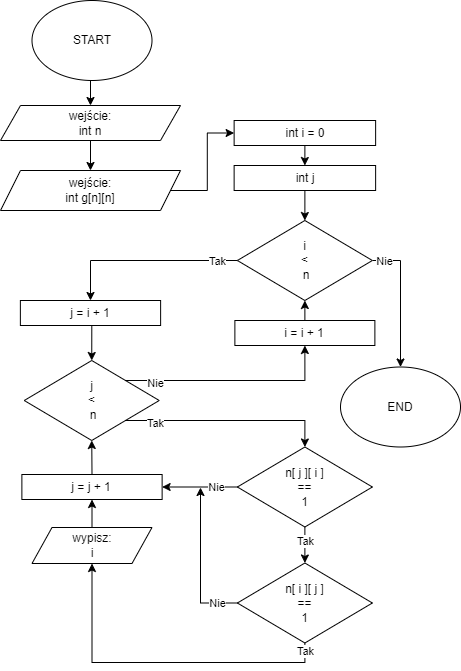 START
wejście:
int n
wejście:
int g[n][n]
int i = 0
int j
i
<
n
Tak
Nie
j = i + 1
i = i + 1
j
<
n
Nie
Tak
END
n[ j ][ i ]
==
1
Nie
Tak
j = j + 1
wypisz:
i
n[ i ][ j ]
==
1
Nie
Tak